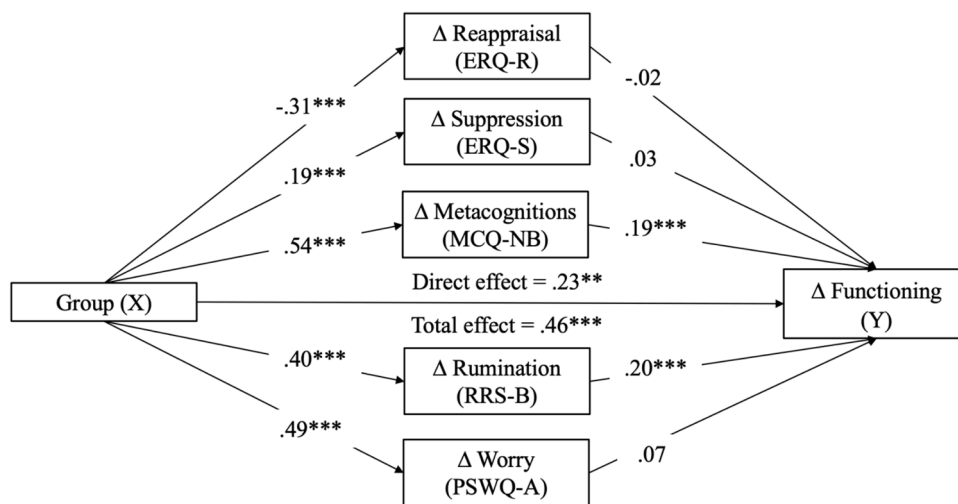 Δ Reappraisal
(ERQ-R)
-.31***
-.02
Δ Suppression
(ERQ-S)
.19***
.03
Δ Metacognitions
(MCQ-NB)
.54***
.19***
Group (X)
Direct effect = .23**
Total effect = .46***
Δ Functioning
(Y)
.40***
Δ Rumination
(RRS-B)
.20***
.49***
Δ Worry
(PSWQ-A)
.07